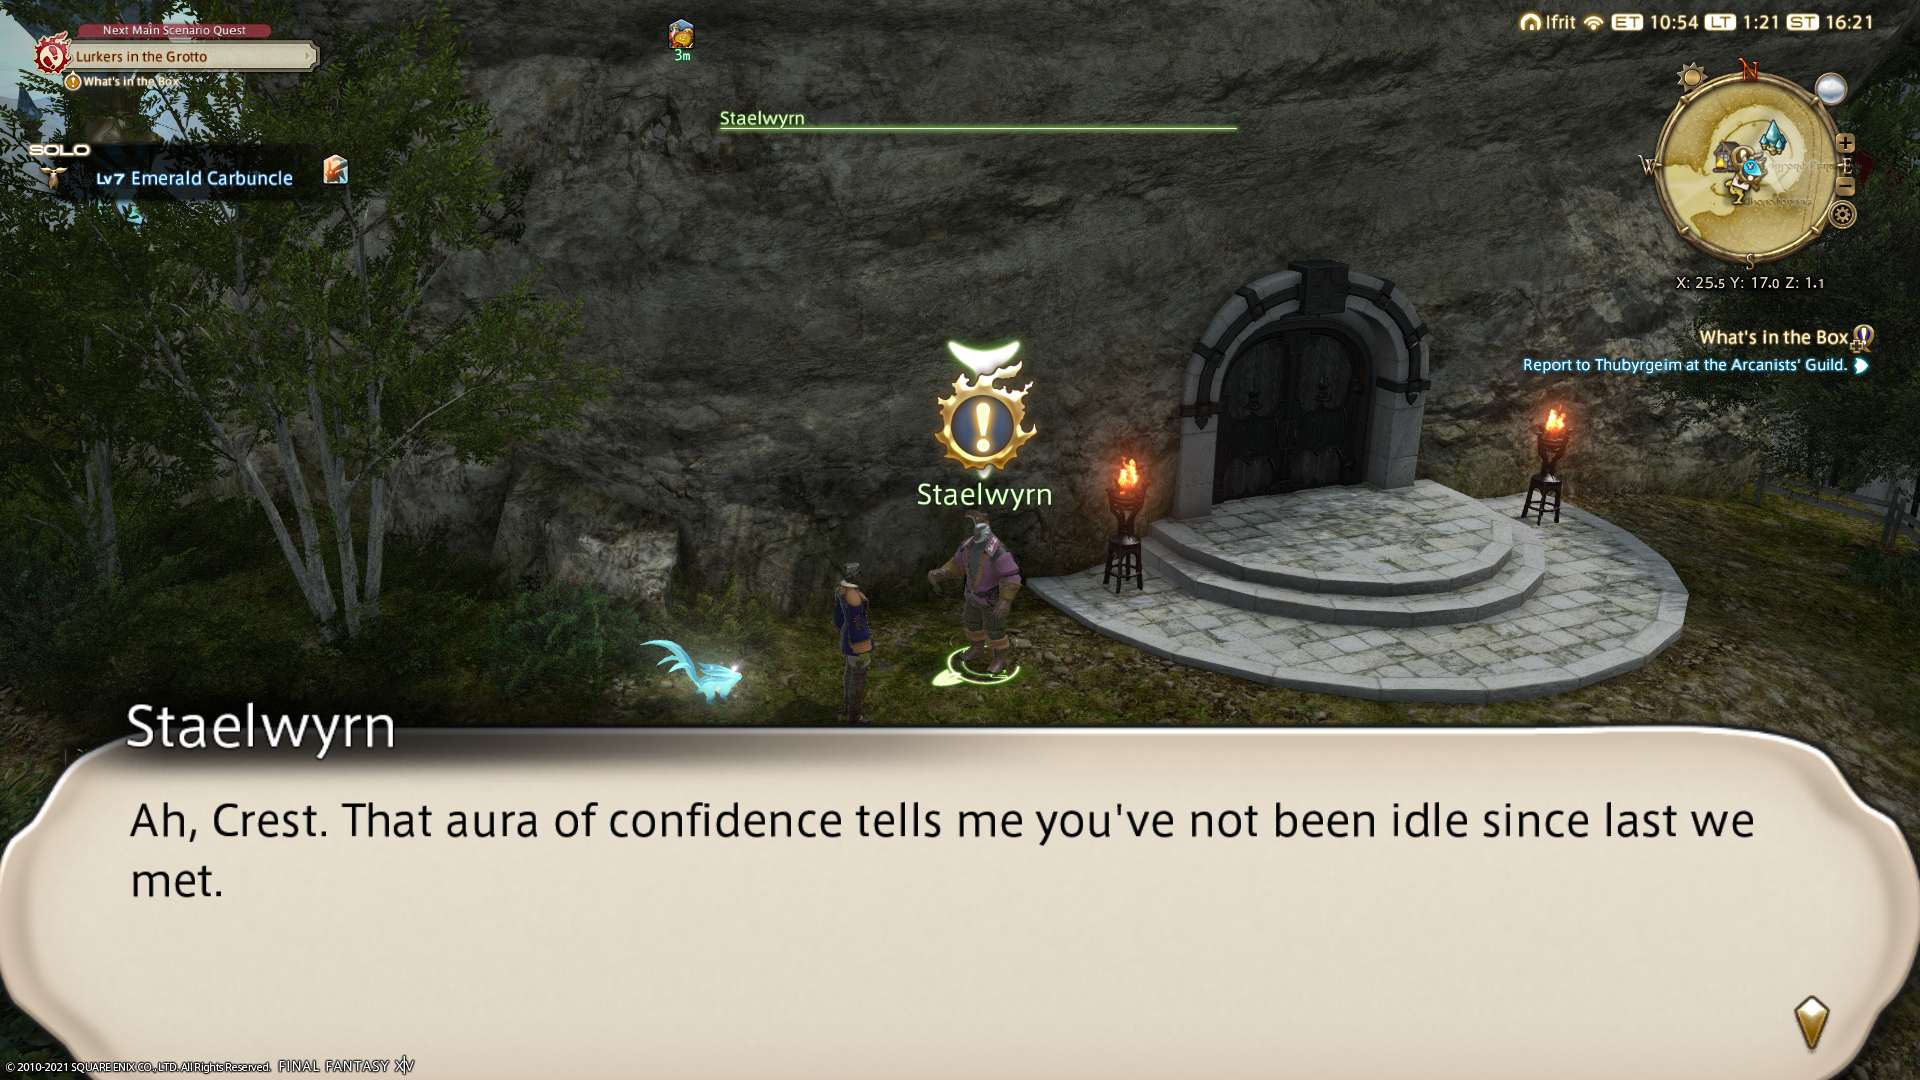 Next Main Scenario Quest
Lurkers in the Grotto
What's in the Box
3m
Ifrit ET 10:54 LT 1:21 ST 16:21
Staelwyrn
SOLO
Lv7 Emerald Carbuncle
N
W
E
S
X: 25.5 Y: 17.0 Z: 1.1
What's in the Box
Report to Thubyrgeim at the Arcanists' Guild.
Staelwyrn
Staelwyrn
Ah, Crest. That aura of confidence tells me you've not been idle since last we
met.
© 2010-2021 SQUARE ENIX CO., LTD. All Rights Reserved. FINAL FANTASY XIV